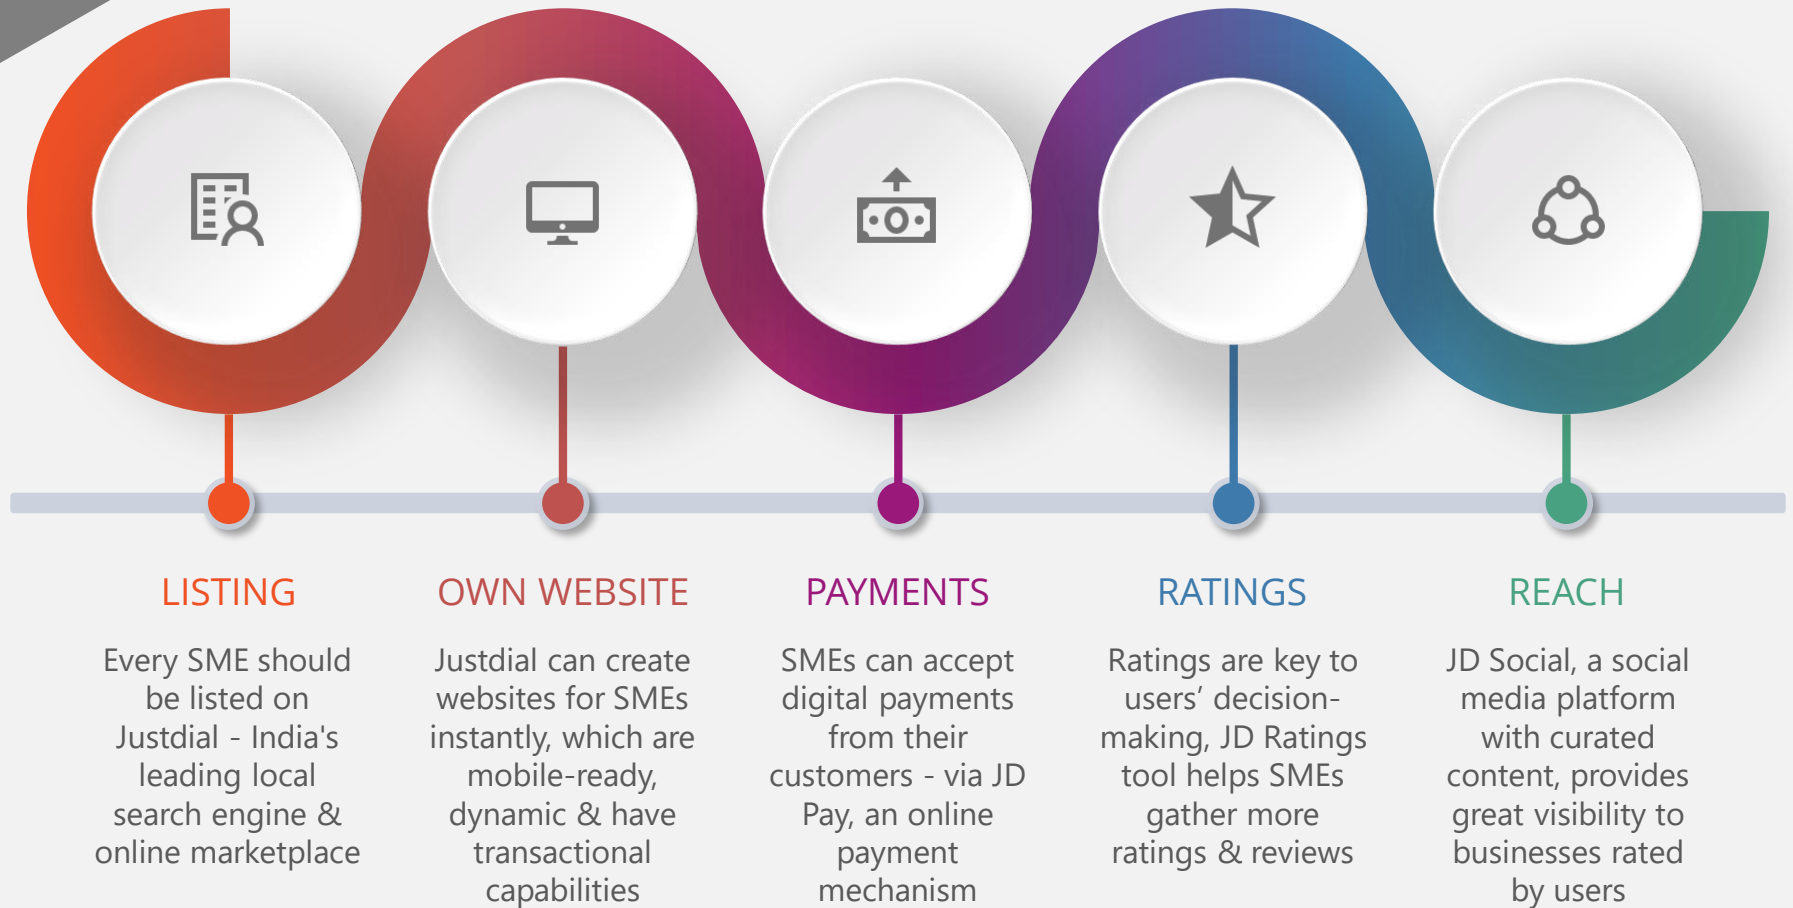 LISTING
Every SME should
be listed on
Justdial - India's
leading local
search engine &
online marketplace
OWN WEBSITE
Justdial can create
websites for SMEs
instantly, which are
mobile-ready,
dynamic & have
transactional
capabilities
PAYMENTS
SMEs can accept
digital payments
from their
customers - via JD
Pay, an online
payment
mechanism
RATINGS
Ratings are key to
users’ decision-
making, JD Ratings
tool helps SMEs
gather more
ratings & reviews
REACH
JD Social, a social
media platform
with curated
content, provides
great visibility to
businesses rated
by users